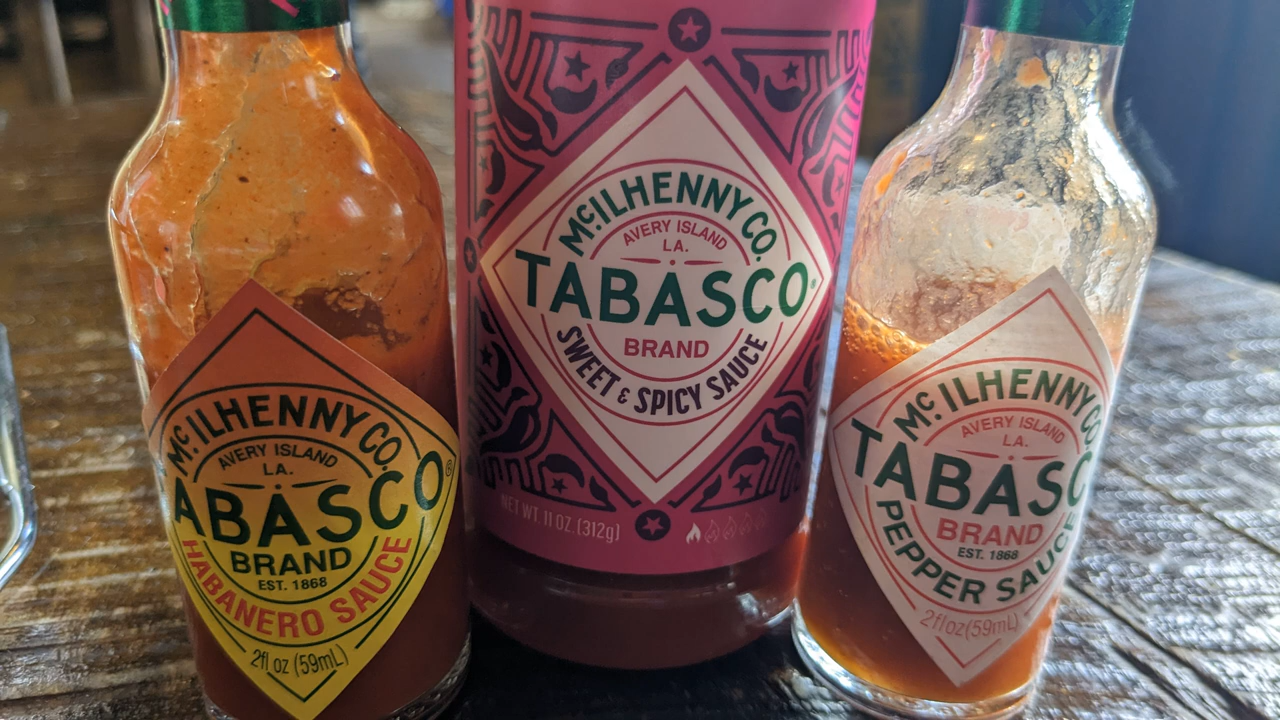 McILHENNY CO.
AVERY ISLAND
LA.
ABASCO®
BRAND
EST. 1868
HABANERO SAUCE
2fl oz (59mL)
McILHENNY CO.
AVERY ISLAND
LA.
TABASCO®
BRAND
SWEET & SPICY SAUCE
NET WT. 11 OZ. (312g)
McILHENNY CO.
AVERY ISLAND
LA.
TABASC
BRAND
EST. 1868
PEPPER SAUCE
2fl oz (59mL)